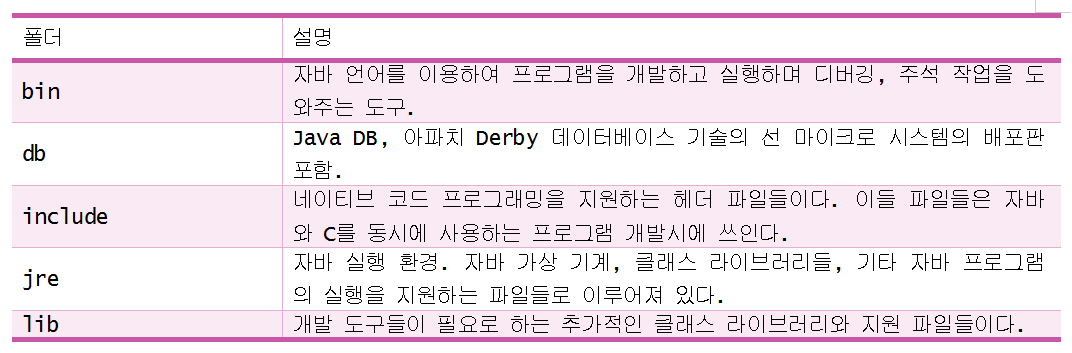 폴더 설명
bin 자바 언어를 이용하여 프로그램을 개발하고 실행하며 디버깅, 주석 작업을 도
와주는 도구.
db Java DB, 아파치 Derby 데이터베이스 기술의 선 마이크로 시스템의 배포판
포함.
include 네이티브 코드 프로그래밍을 지원하는 헤더 파일들이다. 이들 파일들은 자바
와 C를 동시에 사용하는 프로그램 개발시에 쓰인다.
jre 자바 실행 환경. 자바 가상 기계, 클래스 라이브러리들, 기타 자바 프로그램
의 실행을 지원하는 파일들로 이루어져 있다.
lib 개발 도구들이 필요로 하는 추가적인 클래스 라이브러리와 지원 파일들이다.